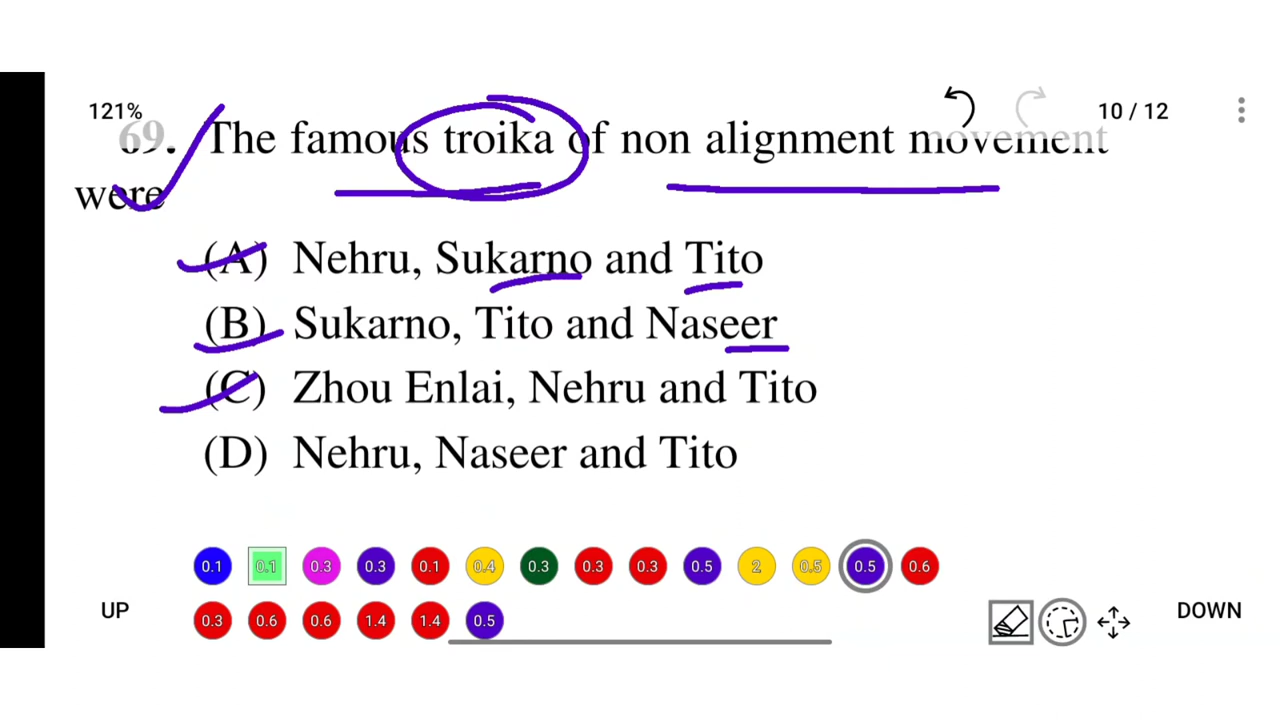 121%
10 / 12
69. The famous troika of non alignment movement
were
(A) Nehru, Sukarno and Tito
(B) Sukarno, Tito and Naseer
(C) Zhou Enlai, Nehru and Tito
(D) Nehru, Naseer and Tito
0.1 0.1 0.3 0.3 0.1 0.4 0.3 0.3 0.3 0.5 2 0.5 0.5 0.6
UP
DOWN
0.3 0.6 0.6 1.4 1.4 0.5